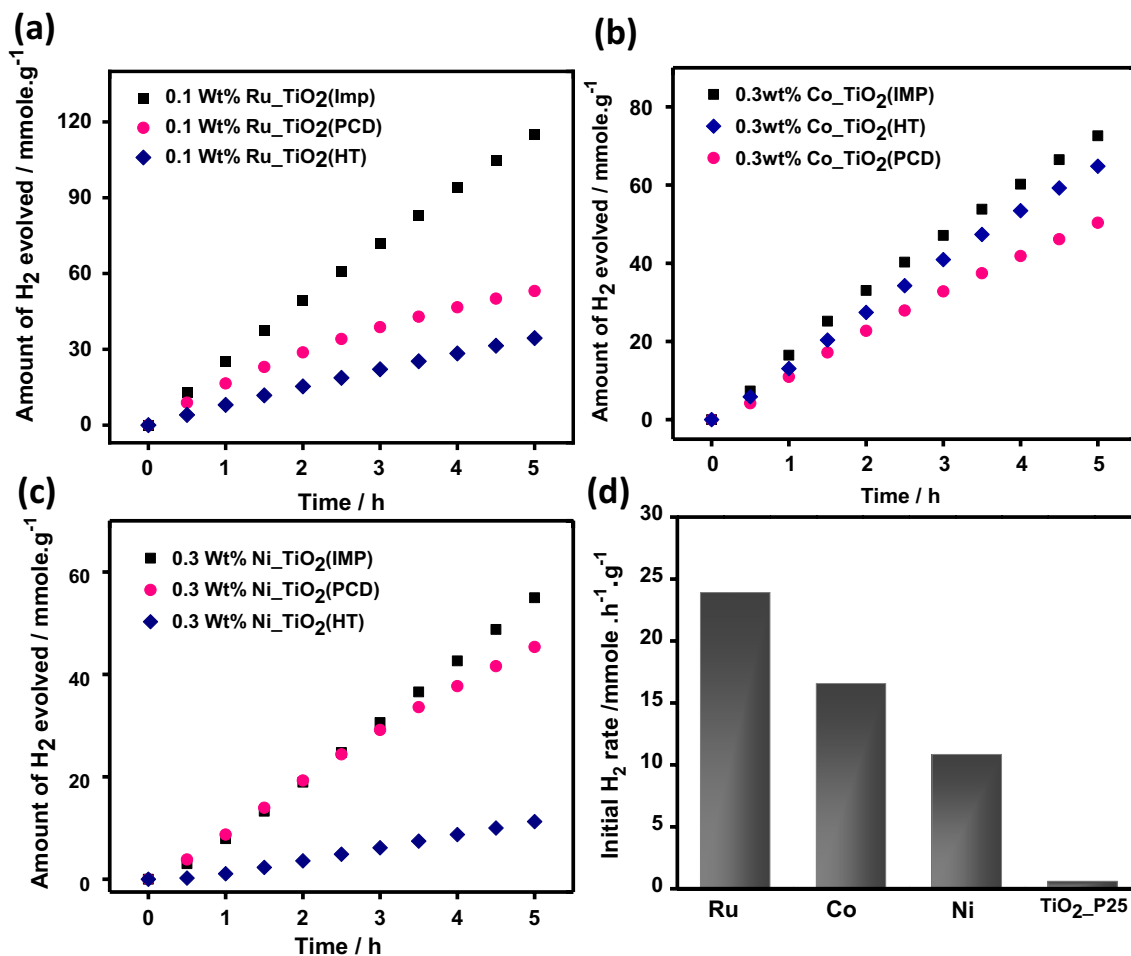 (a)
Amount of H2 evolved / mmole.g-1
120
90
60
30
0
0.1 Wt% Ru_TiO2(Imp)
0.1 Wt% Ru_TiO2(PCD)
0.1 Wt% Ru_TiO2(HT)
0 1 2 3 4 5
Time / h
(b)
Amount of H2 evolved / mmole.g-1
80
60
40
20
0
0.3wt% Co_TiO2(IMP)
0.3wt% Co_TiO2(HT)
0.3wt% Co_TiO2(PCD)
0 1 2 3 4 5
Time / h
(c)
Amount of H2 evolved / mmole.g-1
60
40
20
0
0.3 Wt% Ni_TiO2(IMP)
0.3 Wt% Ni_TiO2(PCD)
0.3 Wt% Ni_TiO2(HT)
0 1 2 3 4 5
Time / h
(d)
Initial H2 rate /mmole .h-1.g-1
30
25
20
15
10
5
0
Ru Co Ni TiO2_P25